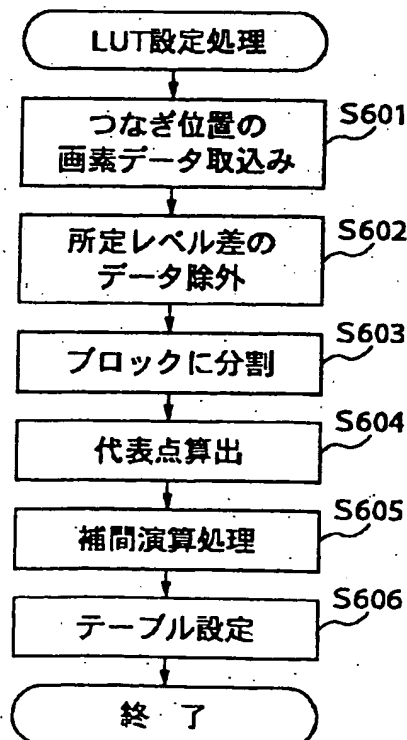 LUT設定処理
S601
つなぎ位置の
画素データ取込み
S602
所定レベル差の
データ除外
S603
ブロックに分割
S604
代表点算出
S605
補間演算処理
S606
テーブル設定
終 了